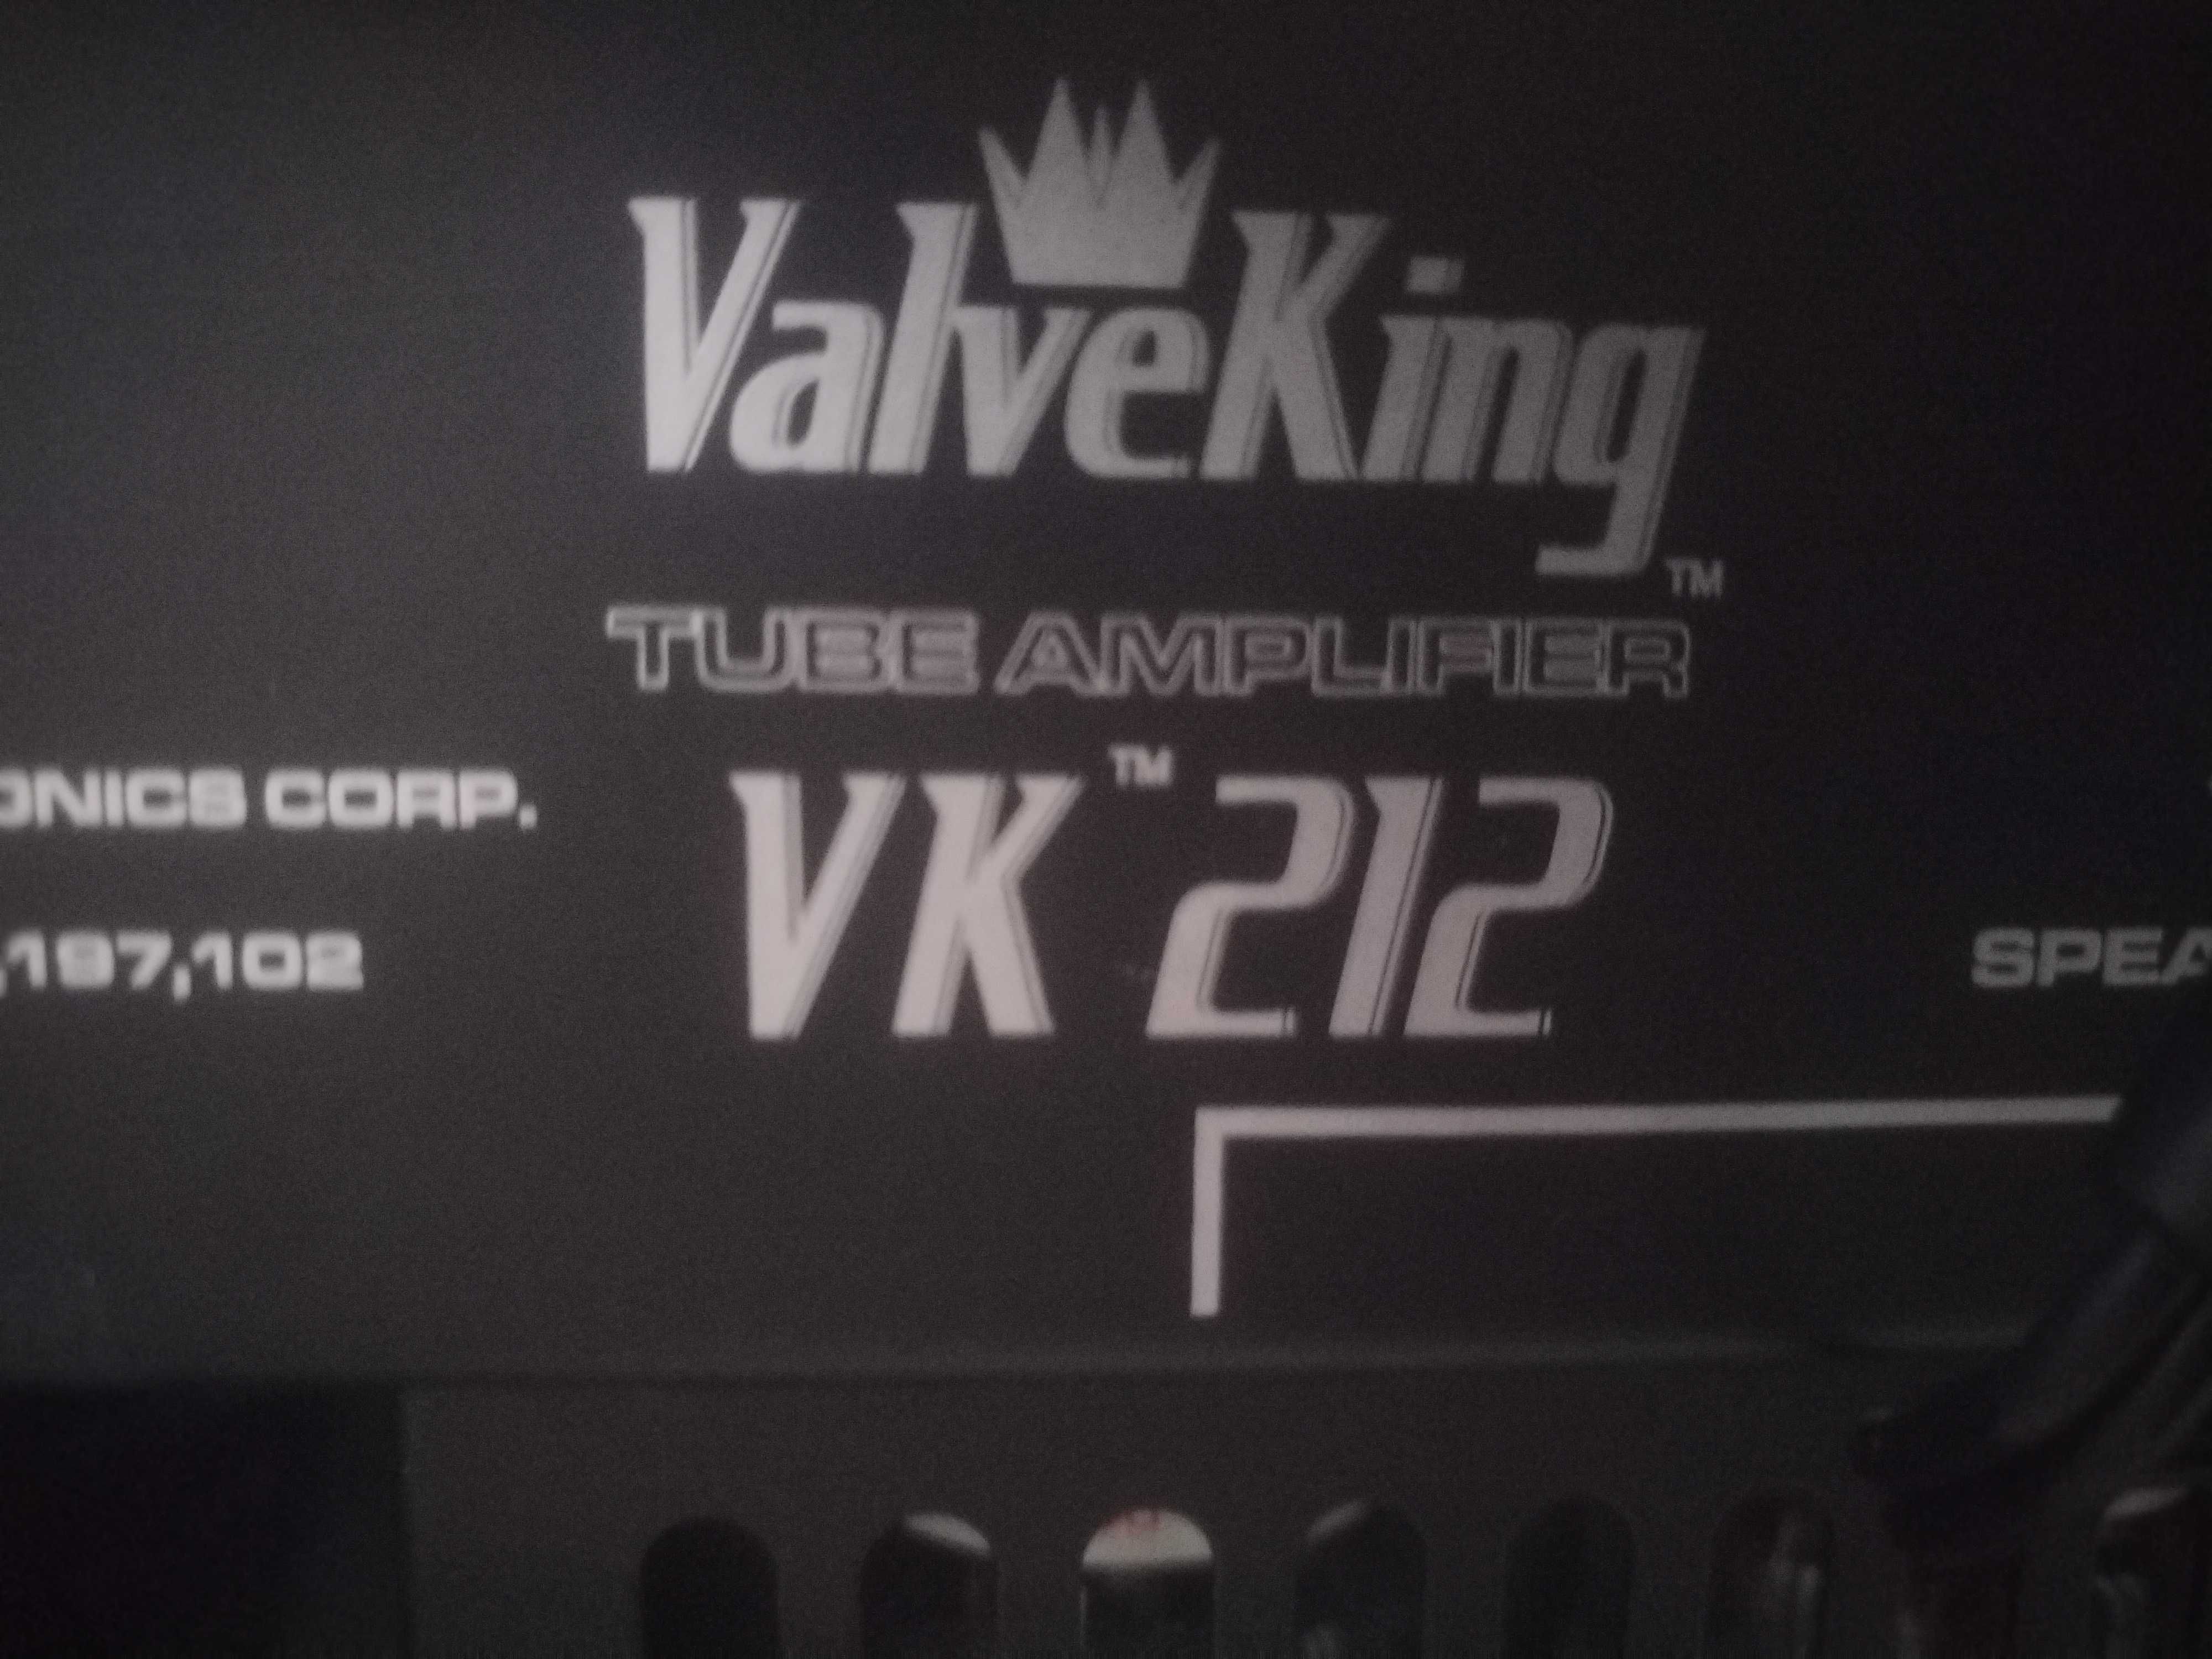 ValveKing™
TUBE AMPLIFIER
ONICS CORP.
VK™ 212
,197,102
SPEA